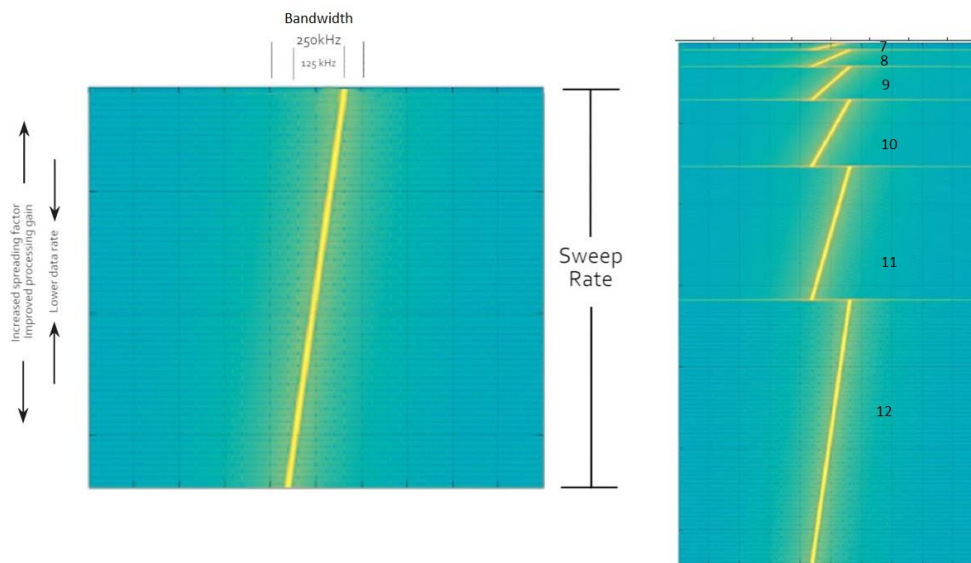 Bandwidth
250kHz
125 kHz
Increased spreading factor
Improved processing gain
Lower data rate
Sweep
Rate
7
8
9
10
11
12